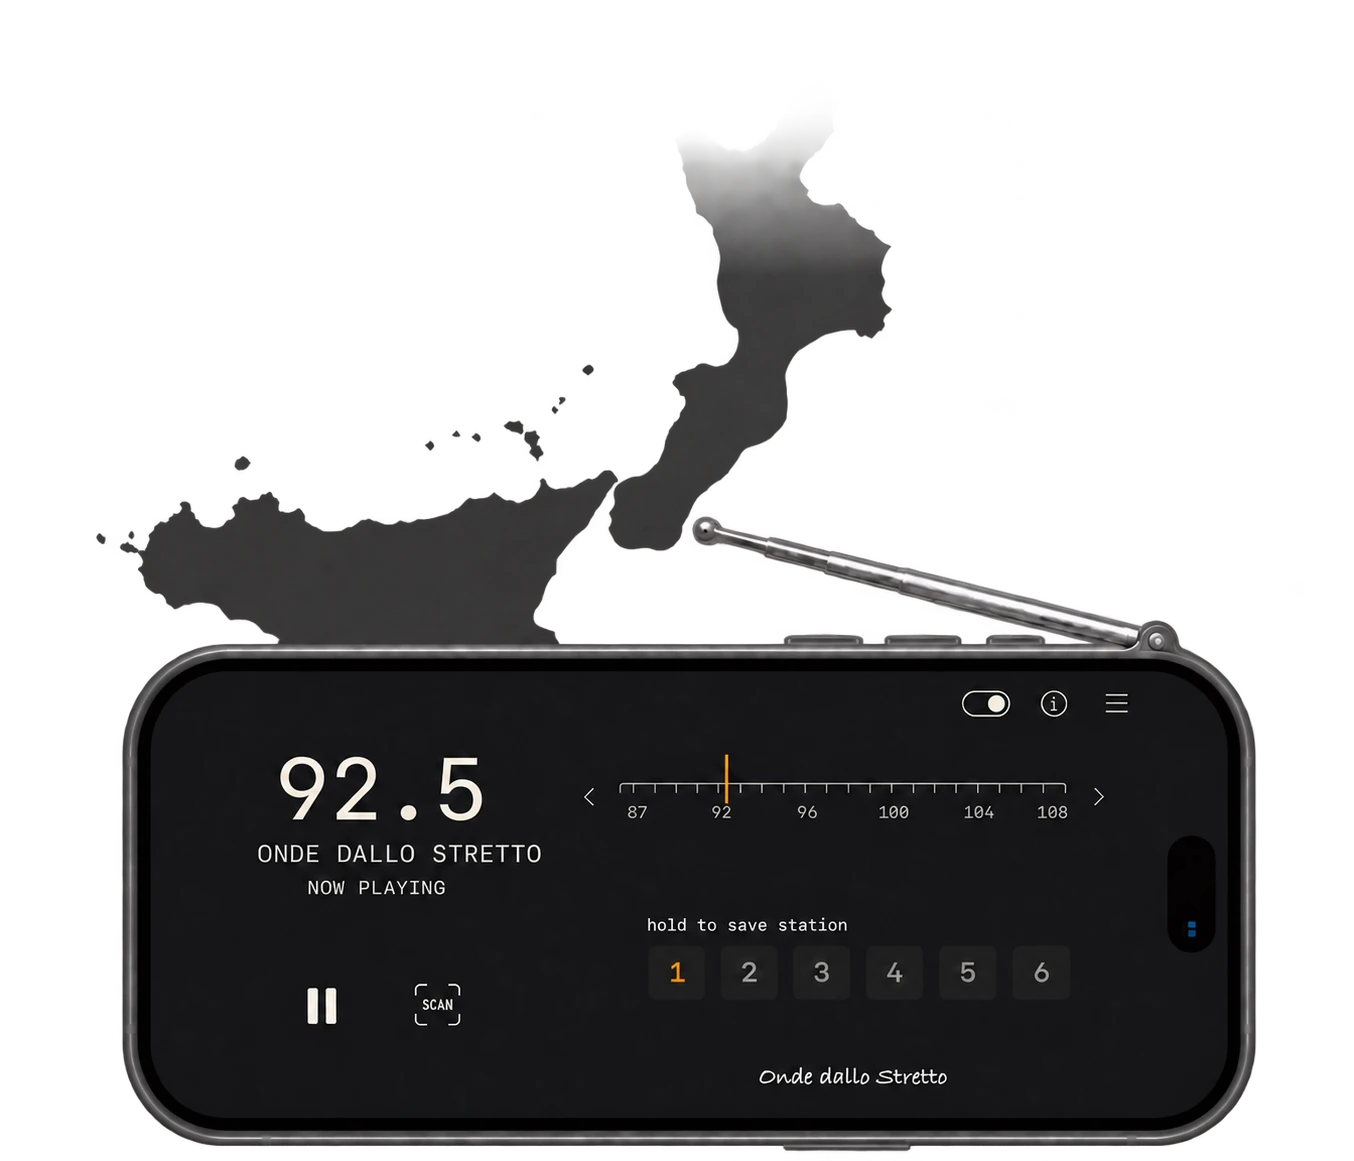 92.5
ONDE DALLO STRETTO
NOW PLAYING
87 92 96 100 104 108
hold to save station
1 2 3 4 5 6
SCAN
Onde dallo Stretto